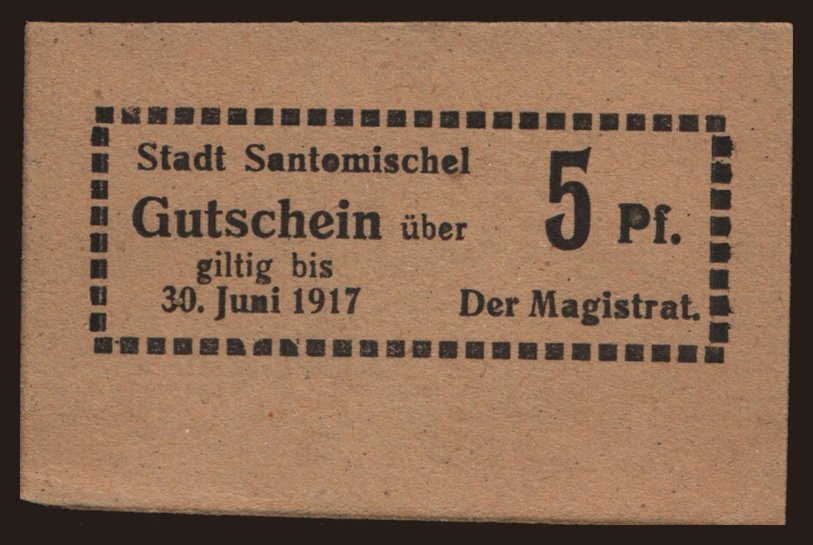 Stadt Santomischel
Gutschein über 5 Pf.
giltig bis
30. Juni 1917
Der Magistrat.